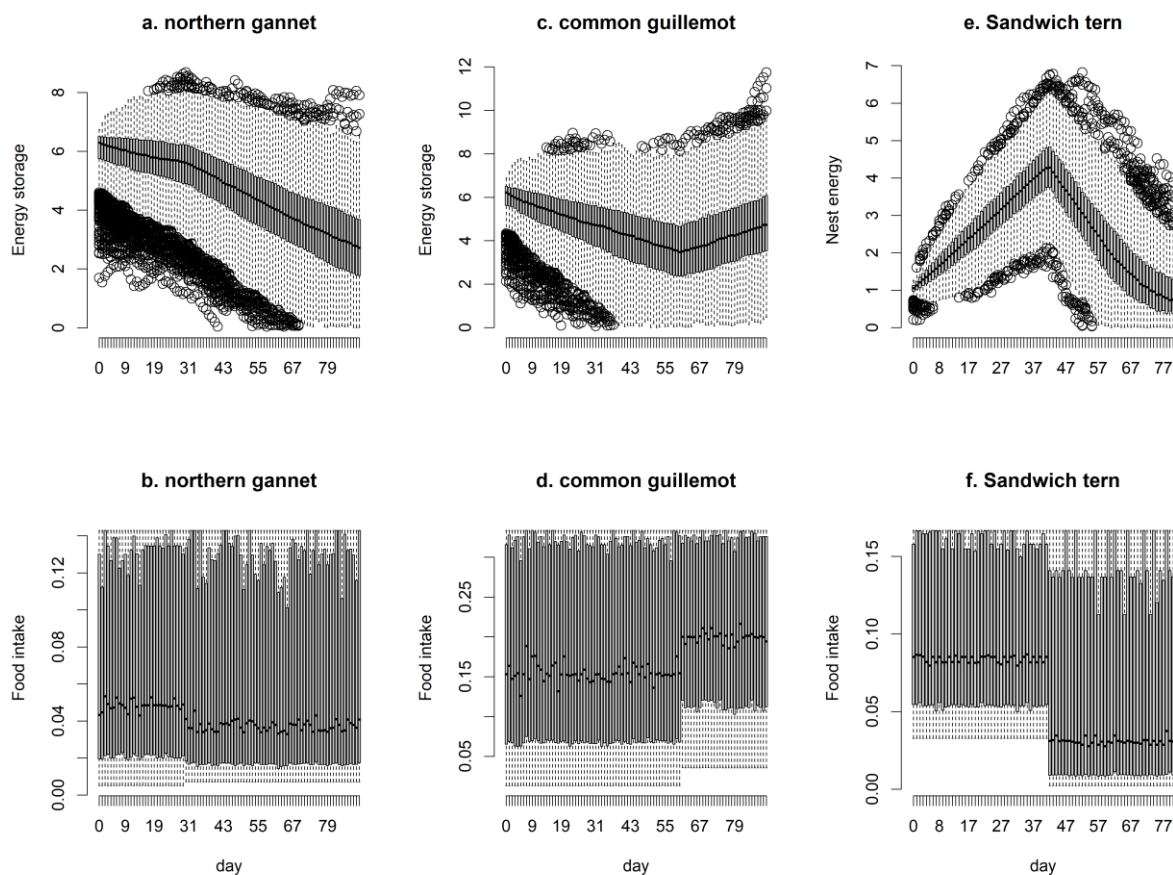 a. northern gannet
Energy storage
0 2 4 6 8
0 9 19 31 43 55 67 79
c. common guillemot
Energy storage
0 2 4 6 8 10 12
0 9 19 31 43 55 67 79
e. Sandwich tern
Nest energy
0 1 2 3 4 5 6 7
0 8 17 27 37 47 57 67 77
b. northern gannet
Food intake
0.00 0.04 0.08 0.12
0 9 19 31 43 55 67 79
day
d. common guillemot
Food intake
0.05 0.15 0.25
0 9 19 31 43 55 67 79
day
f. Sandwich tern
Food intake
0.00 0.05 0.10 0.15
0 8 17 27 37 47 57 67 77
day